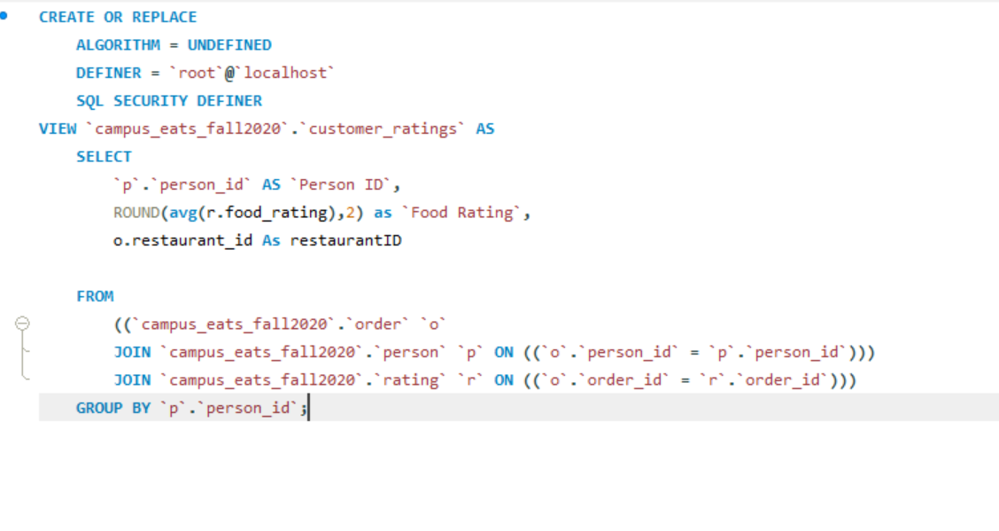 CREATE OR REPLACE
ALGORITHM = UNDEFINED
DEFINER = `root`@`localhost`
SQL SECURITY DEFINER
VIEW `campus_eats_fall2020`.`customer_ratings` AS
SELECT
`p`.`person_id` AS `Person ID`,
ROUND(avg(r.food_rating),2) as `Food Rating`,
o.restaurant_id As restaurantID
FROM
((`campus_eats_fall2020`.`order` `o`
JOIN `campus_eats_fall2020`.`person` `p` ON ((`o`.`person_id` = `p`.`person_id`)))
JOIN `campus_eats_fall2020`.`rating` `r` ON ((`o`.`order_id` = `r`.`order_id`)))
GROUP BY `p`.`person_id`;